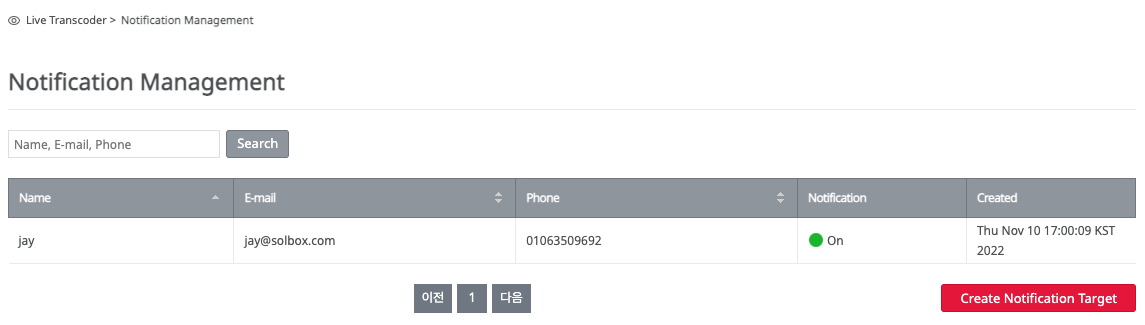 Live Transcoder > Notification Management
Notification Management
Name, E-mail, Phone Search
Name E-mail Phone Notification Created
jay jay@solbox.com 01063509692 On Thu Nov 10 17:00:09 KST
2022
이전 1 다음 Create Notification Target